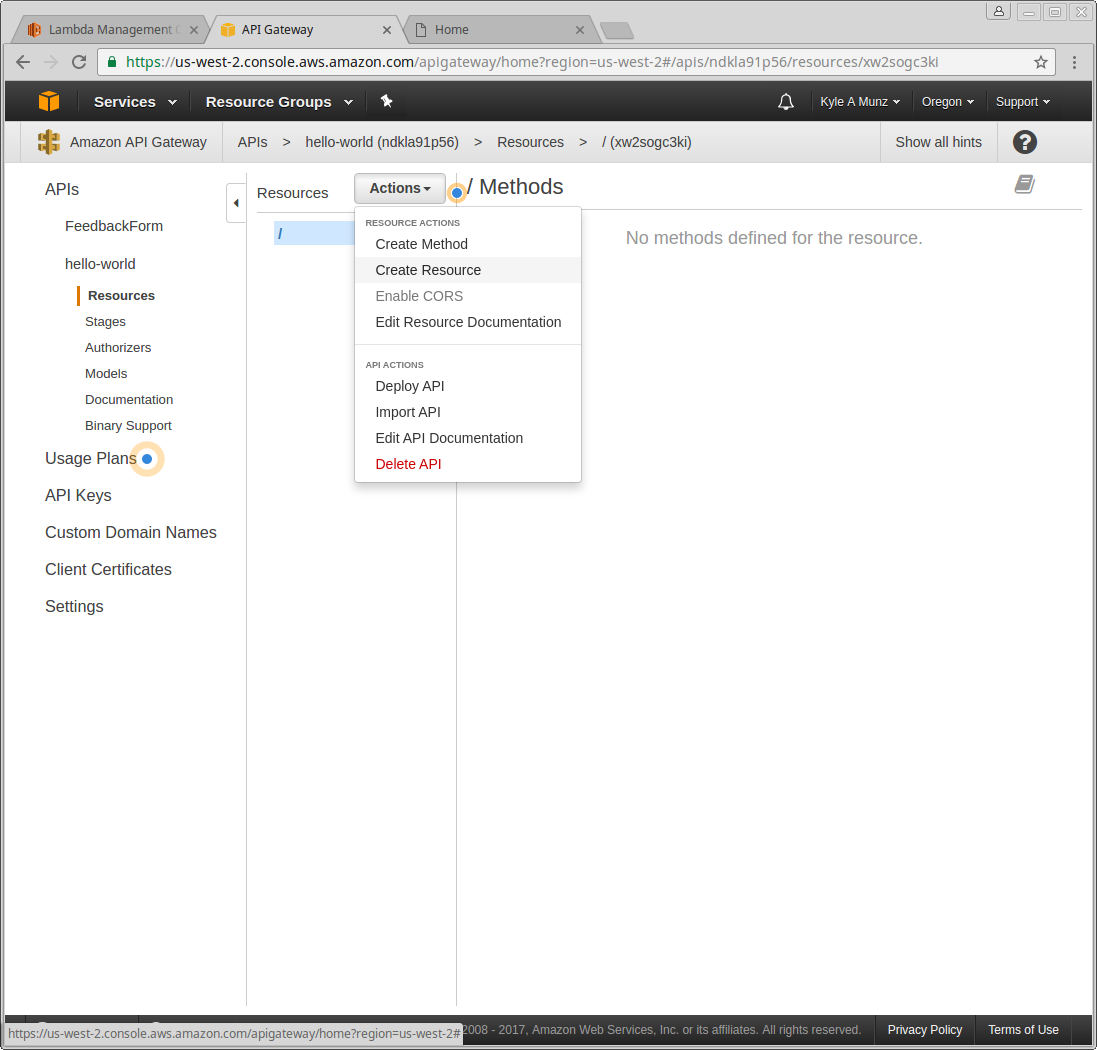 Lambda Management C
API Gateway
Home
https://us-west-2.console.aws.amazon.com/apigateway/home?region=us-west-2#/apis/ndkla91p56/resources/xw2sogc3ki
Services
Resource Groups
Kyle A Munz
Oregon
Support
Amazon API Gateway
APIs > hello-world (ndkla91p56) > Resources > / (xw2sogc3ki)
Show all hints
?
APIs
FeedbackForm
hello-world
Resources
Stages
Authorizers
Models
Documentation
Binary Support
Usage Plans
API Keys
Custom Domain Names
Client Certificates
Settings
Resources
Actions
/
RESOURCE ACTIONS
Create Method
Create Resource
Enable CORS
Edit Resource Documentation
API ACTIONS
Deploy API
Import API
Edit API Documentation
Delete API
/ Methods
No methods defined for the resource.
https://us-west-2.console.aws.amazon.com/apigateway/home?region=us-west-2#
2008 - 2017, Amazon Web Services, Inc. or its affiliates. All rights reserved.
Privacy Policy
Terms of Use